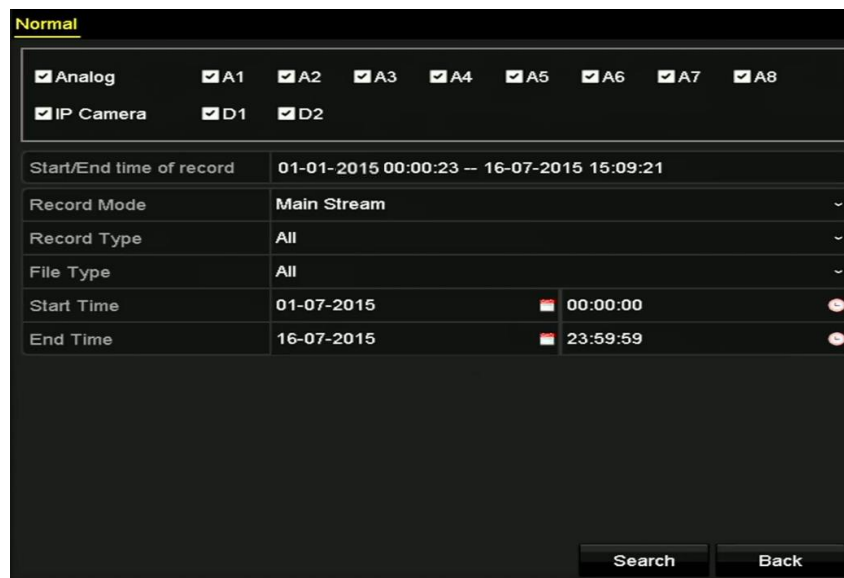 Normal
Analog A1 A2 A3 A4 A5 A6 A7 A8
IP Camera D1 D2
Start/End time of record 01-01-2015 00:00:23 -- 16-07-2015 15:09:21
Record Mode Main Stream
Record Type All
File Type All
Start Time 01-07-2015 00:00:00
End Time 16-07-2015 23:59:59
Search Back